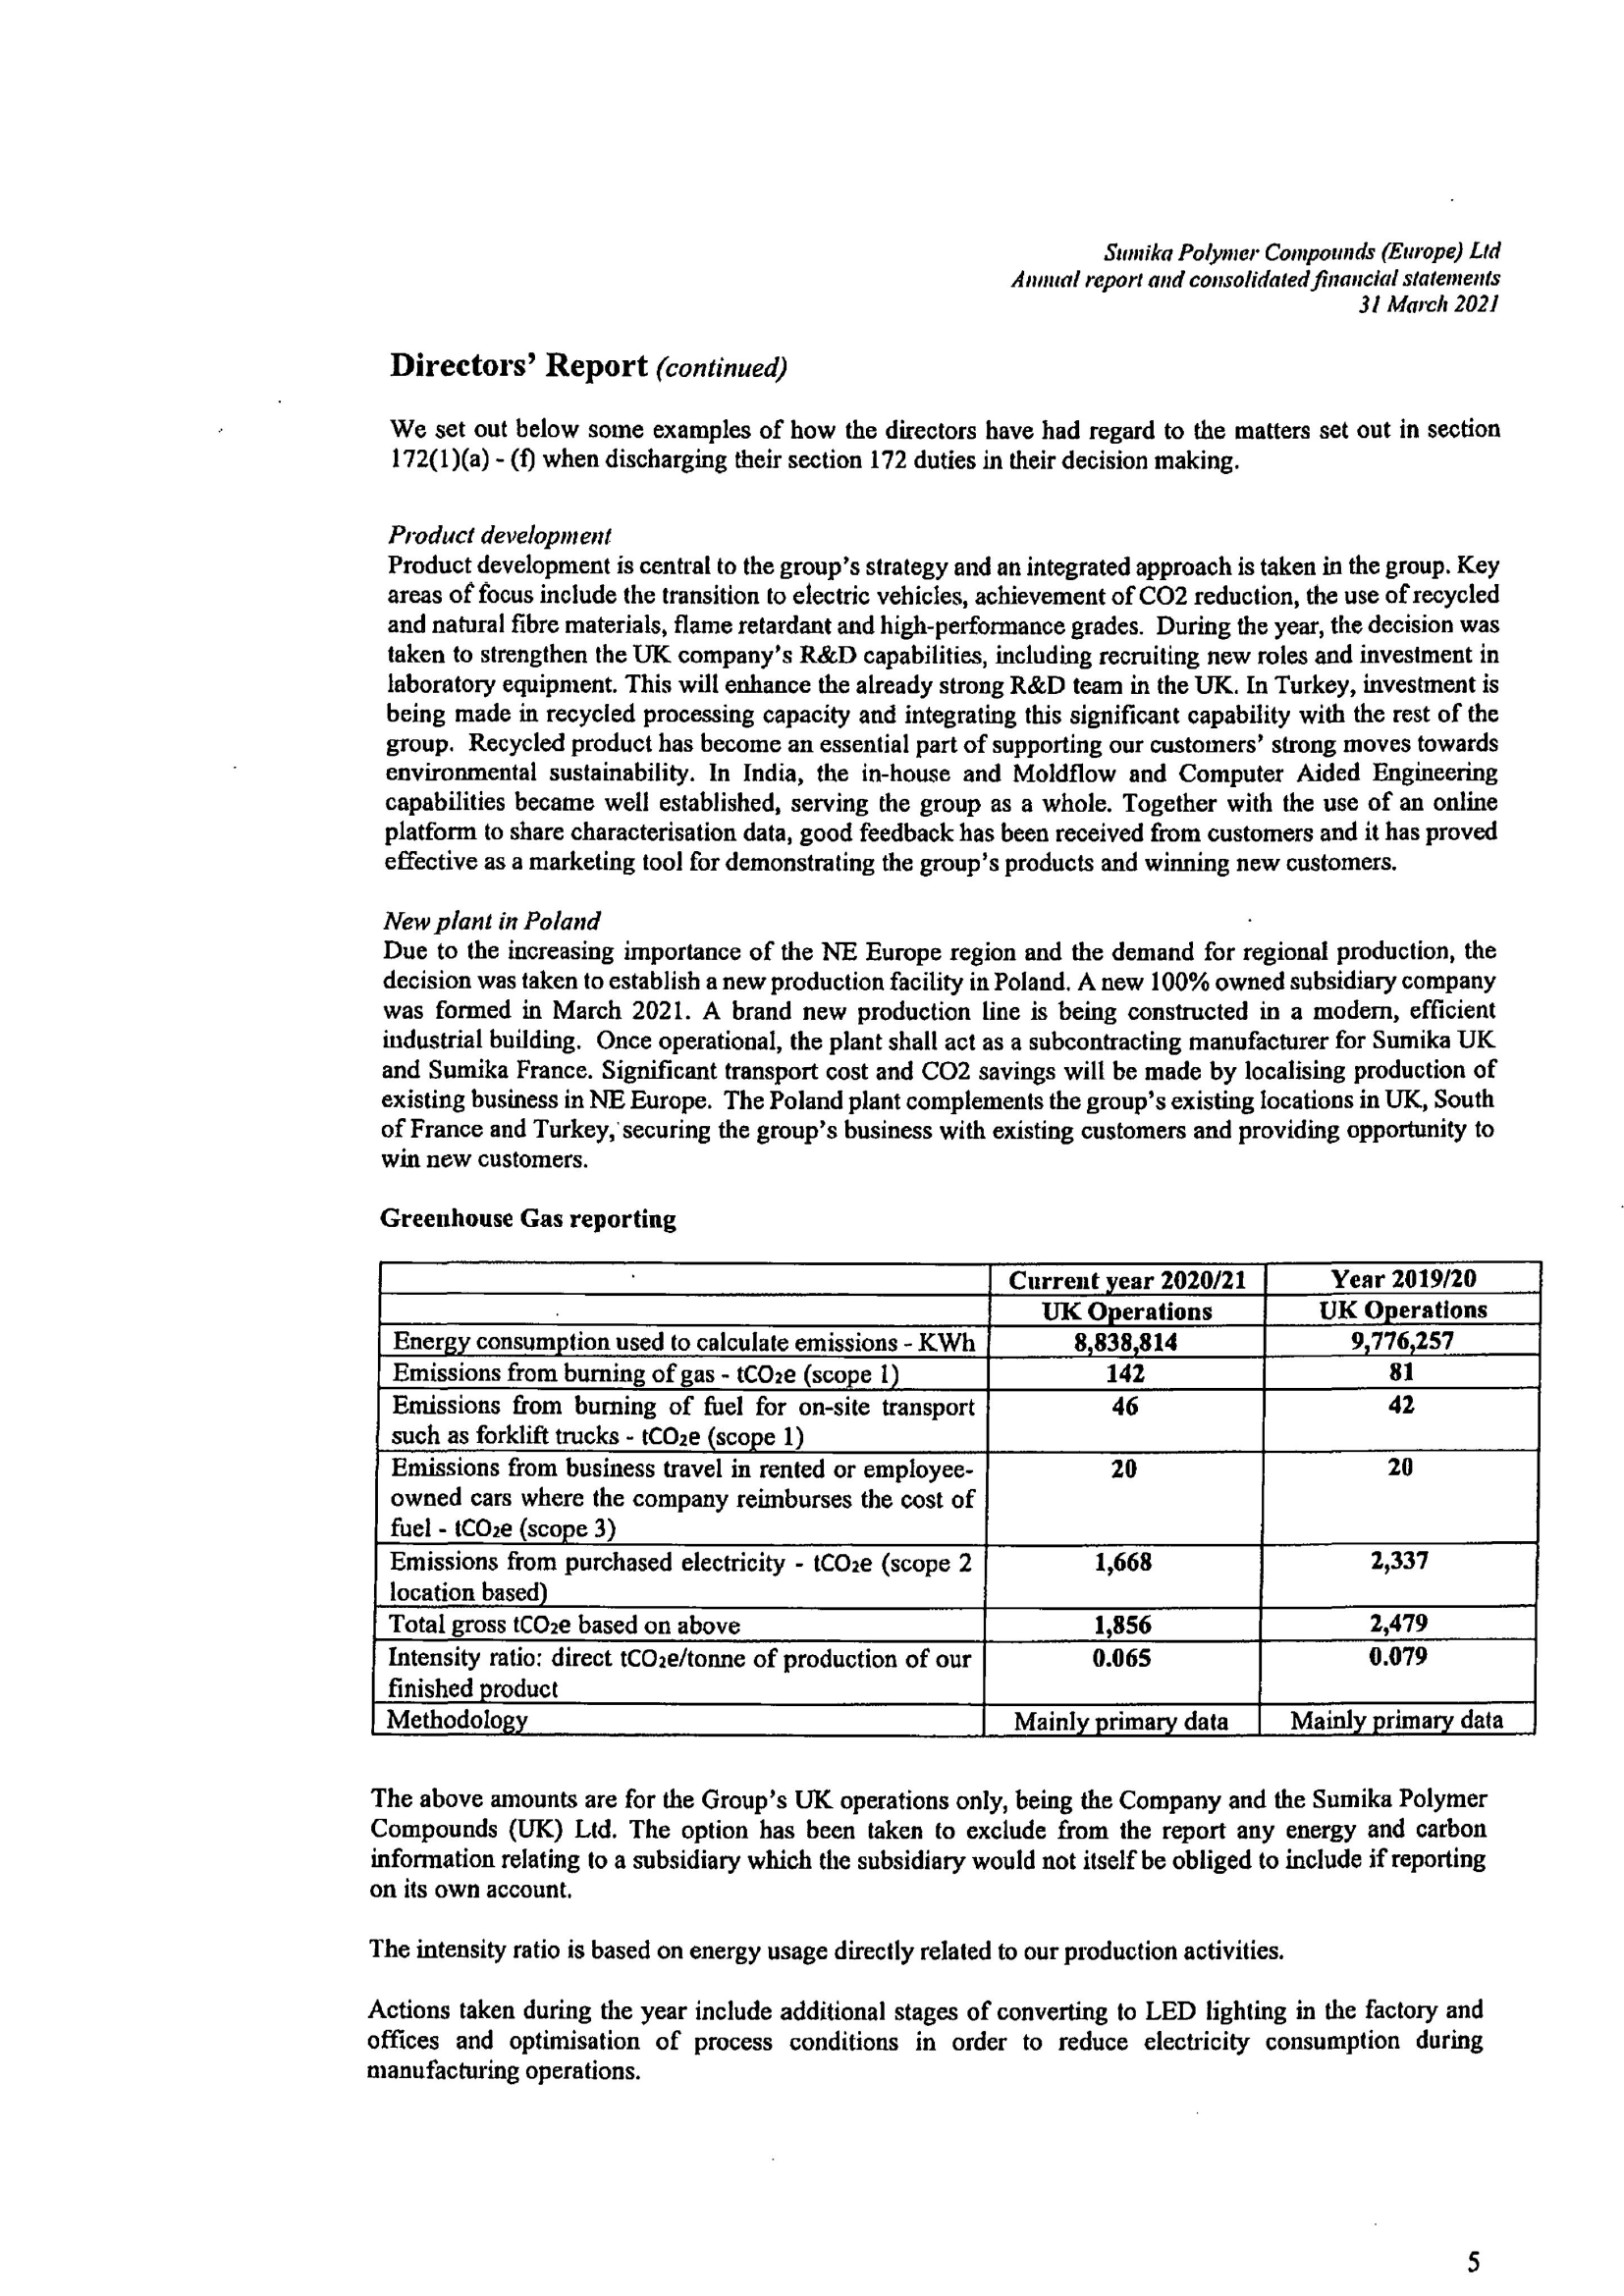 Sumika Polymer Compounds (Europe) Ltd
Annual report and consolidated financial statements
31 March 2021
Directors' Report (continued)
We set out below some examples of how the directors have had regard to the matters set out in section
172(1)(a) - (f) when discharging their section 172 duties in their decision making.
Product development
Product development is central to the group's strategy and an integrated approach is taken in the group. Key
areas of focus include the transition to electric vehicles, achievement of CO2 reduction, the use of recycled
and natural fibre materials, flame retardant and high-performance grades. During the year, the decision was
taken to strengthen the UK company's R&D capabilities, including recruiting new roles and investment in
laboratory equipment. This will enhance the already strong R&D team in the UK. In Turkey, investment is
being made in recycled processing capacity and integrating this significant capability with the rest of the
group. Recycled product has become an essential part of supporting our customers' strong moves towards
environmental sustainability. In India, the in-house and Moldflow and Computer Aided Engineering
capabilities became well established, serving the group as a whole. Together with the use of an online
platform to share characterisation data, good feedback has been received from customers and it has proved
effective as a marketing tool for demonstrating the group's products and winning new customers.
New plant in Poland
Due to the increasing importance of the NE Europe region and the demand for regional production, the
decision was taken to establish a new production facility in Poland. A new 100% owned subsidiary company
was formed in March 2021. A brand new production line is being constructed in a modern, efficient
industrial building. Once operational, the plant shall act as a subcontracting manufacturer for Sumika UK
and Sumika France. Significant transport cost and CO2 savings will be made by localising production of
existing business in NE Europe. The Poland plant complements the group's existing locations in UK, South
of France and Turkey, securing the group's business with existing customers and providing opportunity to
win new customers.
Greenhouse Gas reporting
Current year 2020/21 Year 2019/20
UK Operations UK Operations
Energy consumption used to calculate emissions - KWh 8,838,814 9,776,257
Emissions from burning of gas - tCO₂e (scope 1) 142 81
Emissions from burning of fuel for on-site transport 46 42
such as forklift trucks - tCO₂e (scope 1)
Emissions from business travel in rented or employee- 20 20
owned cars where the company reimburses the cost of
fuel - tCO₂e (scope 3)
Emissions from purchased electricity - tCO₂e (scope 2 1,668 2,337
location based)
Total gross tCO₂e based on above 1,856 2,479
Intensity ratio: direct tCO₂e/tonne of production of our 0.065 0.079
finished product
Methodology Mainly primary data Mainly primary data
The above amounts are for the Group's UK operations only, being the Company and the Sumika Polymer
Compounds (UK) Ltd. The option has been taken to exclude from the report any energy and carbon
information relating to a subsidiary which the subsidiary would not itself be obliged to include if reporting
on its own account.
The intensity ratio is based on energy usage directly related to our production activities.
Actions taken during the year include additional stages of converting to LED lighting in the factory and
offices and optimisation of process conditions in order to reduce electricity consumption during
manufacturing operations.
5